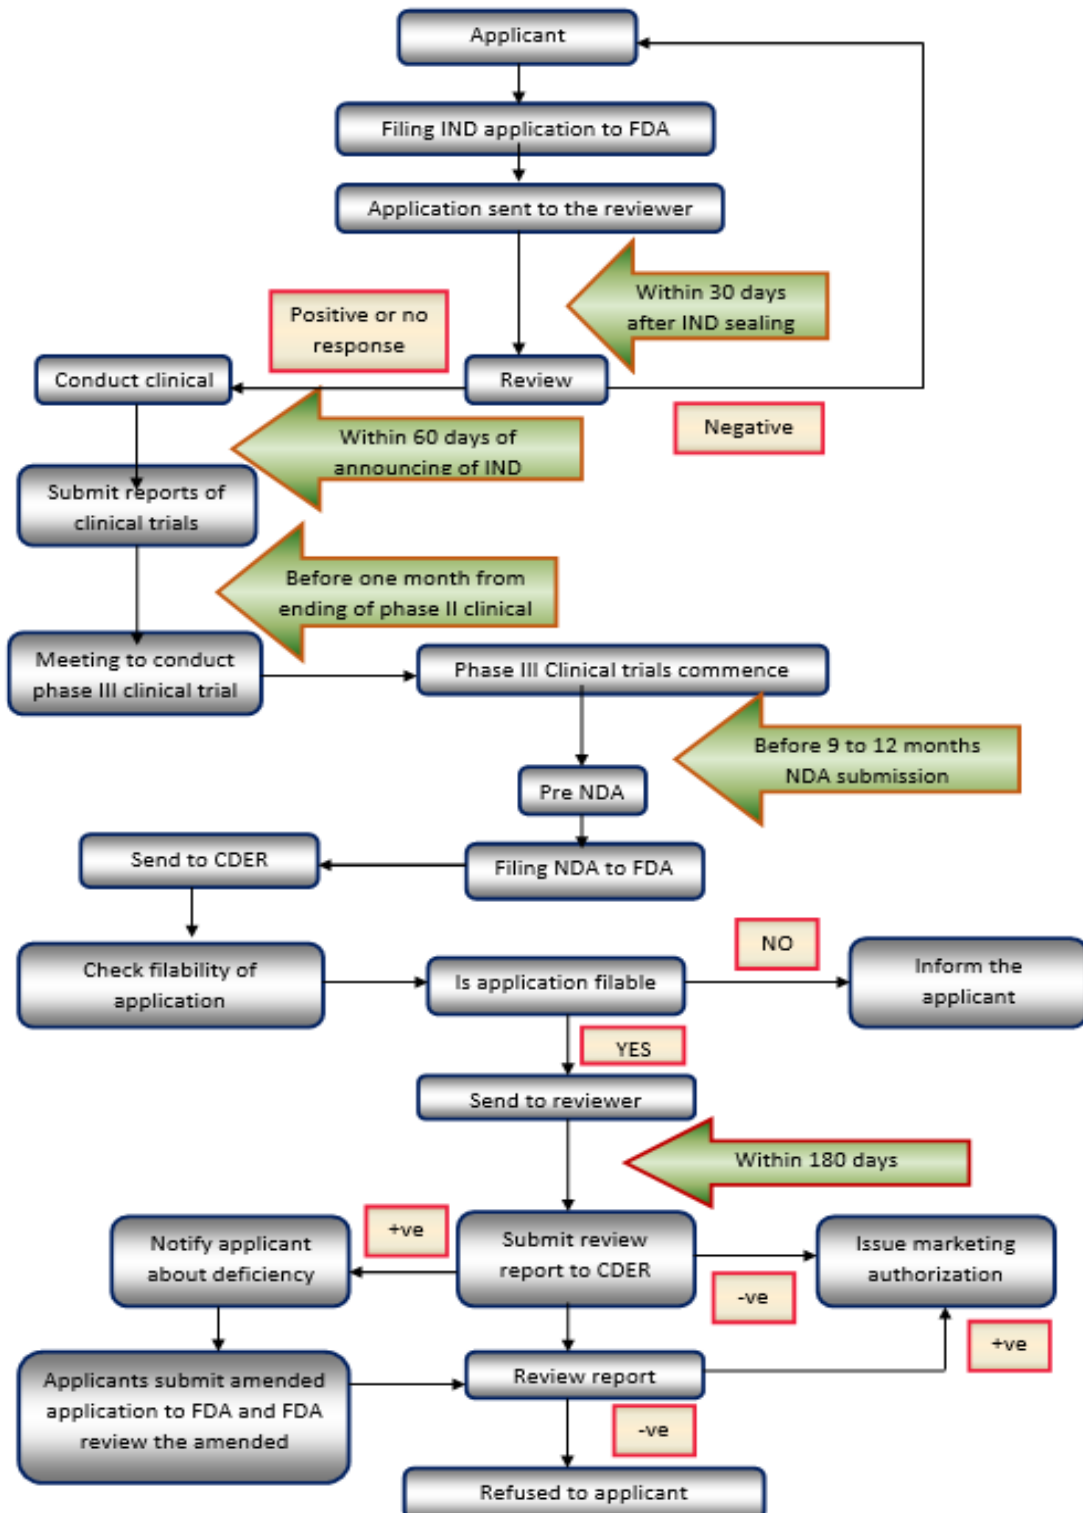 Applicant
Filing IND application to FDA
Application sent to the reviewer
Within 30 days
after IND sealing
Positive or no
response
Review
Conduct clinical
Negative
Within 60 days of
announcing of IND
Submit reports of
clinical trials
Before one month from
ending of phase II clinical
Meeting to conduct
phase III clinical trial
Phase III Clinical trials commence
Before 9 to 12 months
NDA submission
Pre NDA
Filing NDA to FDA
Send to CDER
Check filability of
application
Is application filable
NO
Inform the
applicant
YES
Send to reviewer
Within 180 days
Submit review
report to CDER
+ve
Notify applicant
about deficiency
-ve
Issue marketing
authorization
+ve
Applicants submit amended
application to FDA and FDA
review the amended
Review report
-ve
Refused to applicant